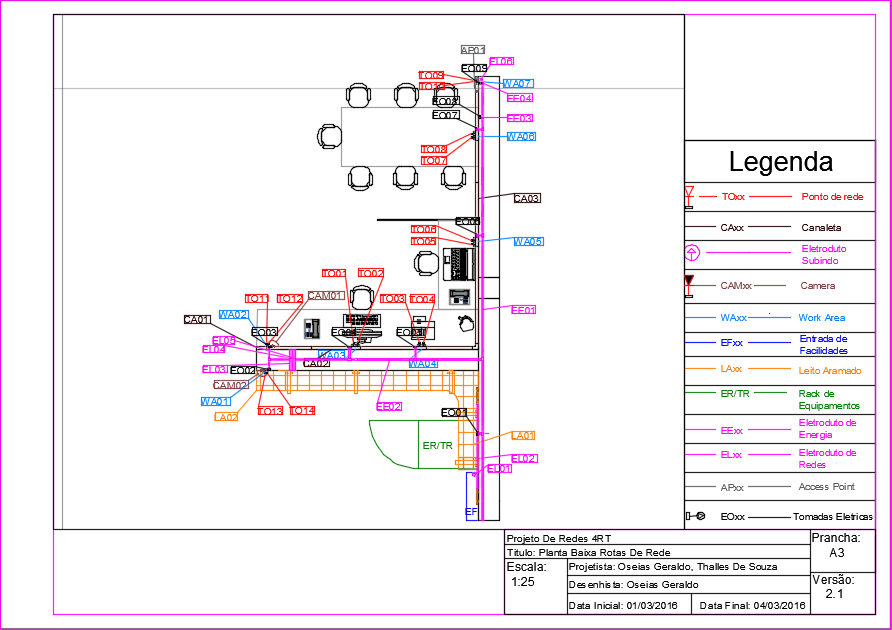 AP01
EL06
EO09
TO09
TO10
WA07
EO08
EE04
EO07
EE03
WA06
TO08
TO07
CA03
TO06
TO05
WA05
TO01 TO02
TO11 TO12 CAM01 TO03 TO04
EE01
CA01 WA02
EO03
EL05
EL04
WA03
CA02
WA04
EL03 EO02
CAM02
WA01
LA02
TO13 TO14
EE02
EO01
ER/TR
LA01
EL02
EL01
EF
Legenda
TOxx Ponto de rede
CAxx Canaleta
Eletroduto
Subindo
CAMxx Camera
WAxx Work Area
EFxx Entrada de
Facilidades
LAxx Leito Aramado
ER/TR Rack de
Equipamentos
EExx Eletroduto de
Energia
ELxx Eletroduto de
Redes
APxx Access Point
EOxx Tomadas Eletricas
Projeto De Redes 4RT
Titulo: Planta Baixa Rotas De Rede
Escala:
1:25
Projetista: Oseias Geraldo, Thalles De Souza
Desenhista: Oseias Geraldo
Data Inicial: 01/03/2016 Data Final: 04/03/2016
Prancha:
A3
Versão:
2.1